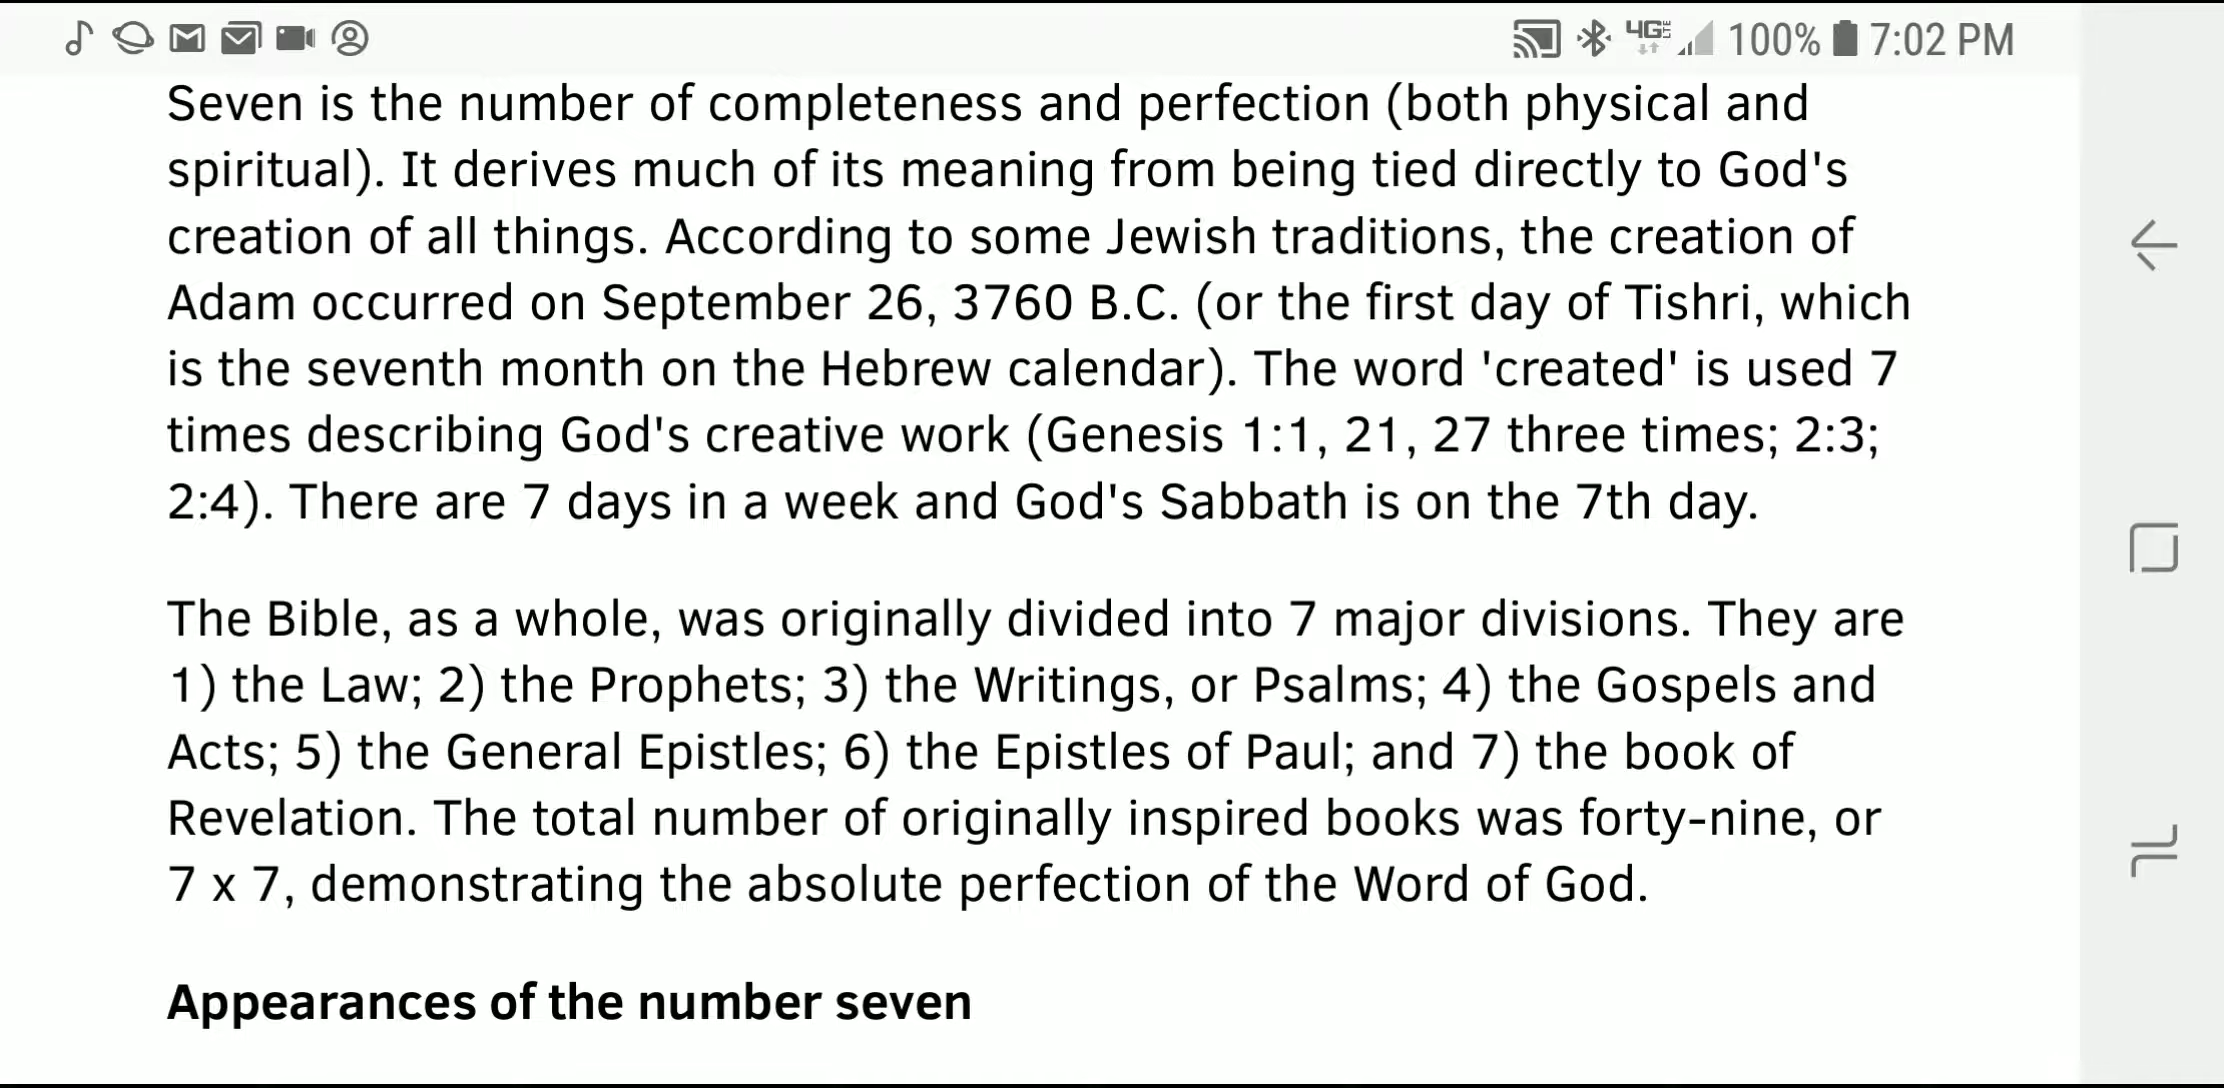 4G LTE 100% 7:02 PM
Seven is the number of completeness and perfection (both physical and
spiritual). It derives much of its meaning from being tied directly to God's
creation of all things. According to some Jewish traditions, the creation of
Adam occurred on September 26, 3760 B.C. (or the first day of Tishri, which
is the seventh month on the Hebrew calendar). The word 'created' is used 7
times describing God's creative work (Genesis 1:1, 21, 27 three times; 2:3;
2:4). There are 7 days in a week and God's Sabbath is on the 7th day.
The Bible, as a whole, was originally divided into 7 major divisions. They are
1) the Law; 2) the Prophets; 3) the Writings, or Psalms; 4) the Gospels and
Acts; 5) the General Epistles; 6) the Epistles of Paul; and 7) the book of
Revelation. The total number of originally inspired books was forty-nine, or
7 x 7, demonstrating the absolute perfection of the Word of God.
Appearances of the number seven